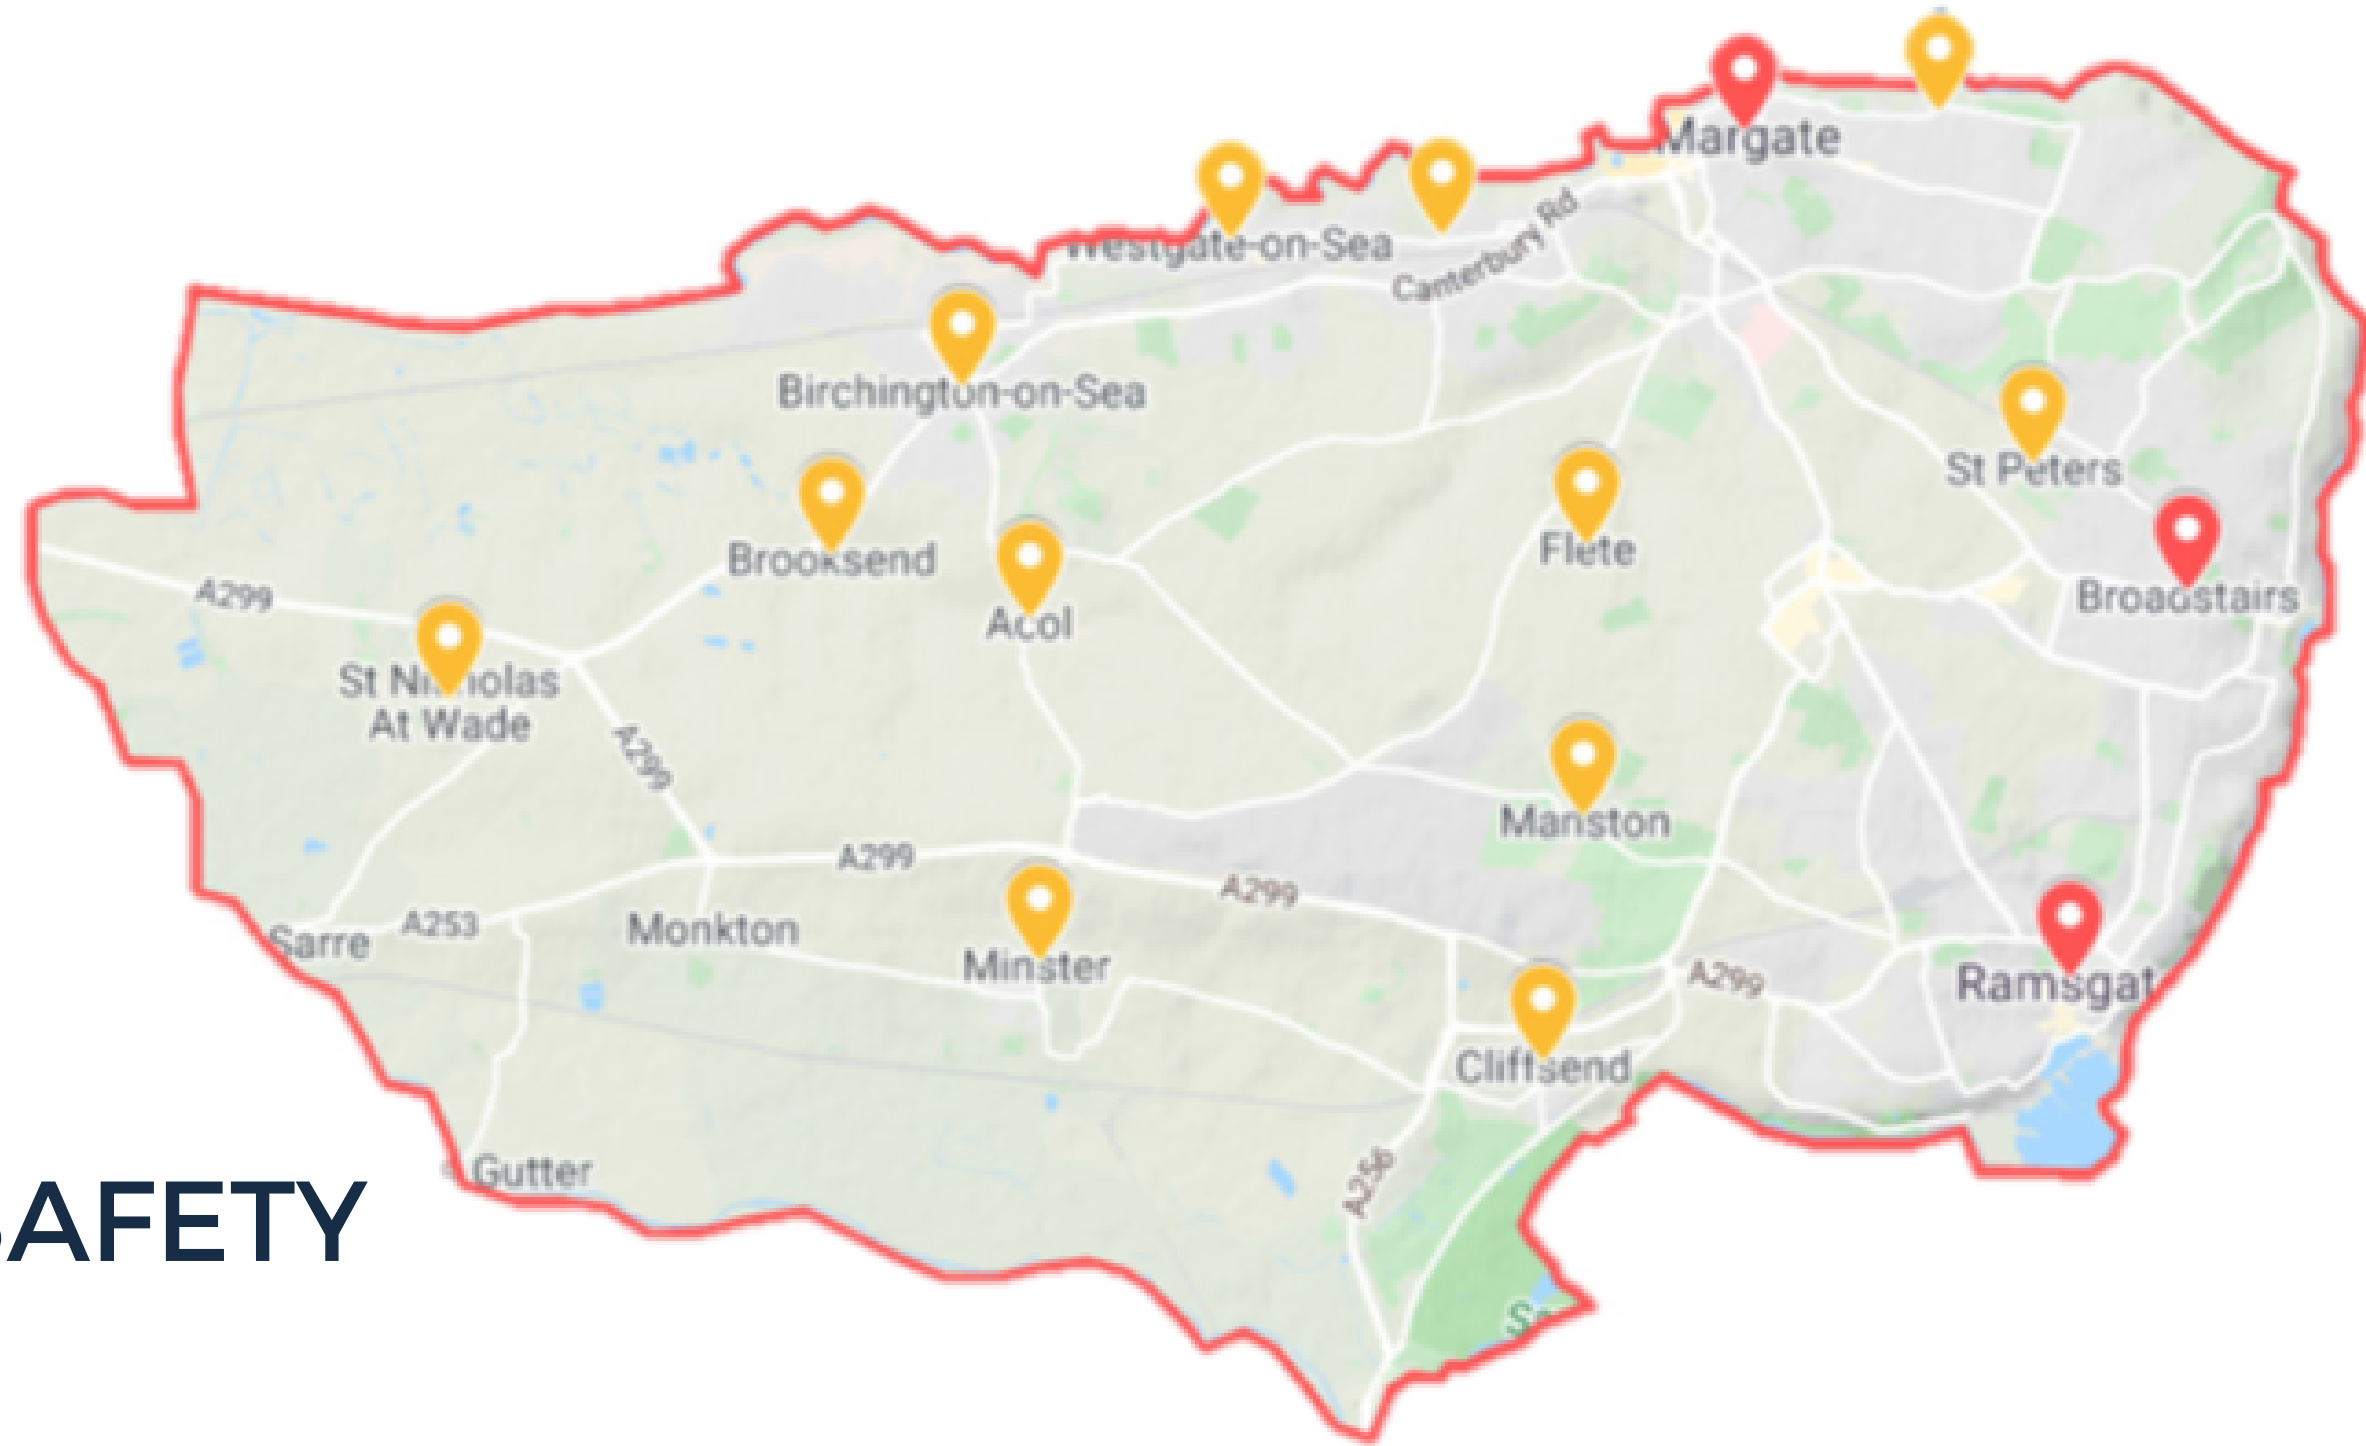 Margate
Westgate-on-Sea
Canterbury Rd
Birchington-on-Sea
St Peters
Flete
Brooksend
Broadstairs
A299
Acol
St Nicholas
At Wade
A299
Manston
A299
A299
Sarre
A253
Monkton
Minster
A299
Ramsgat
Cliffsend
A256
Gutter
AFETY